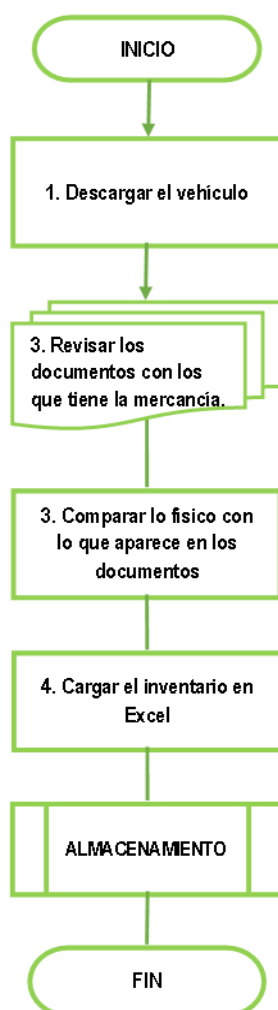 INICIO
1. Descargar el vehículo
3. Revisar los
documentos con los
que tiene la mercancía.
3. Comparar lo fisico con
lo que aparece en los
documentos
4. Cargar el inventario en
Excel
ALMACENAMIENTO
FIN